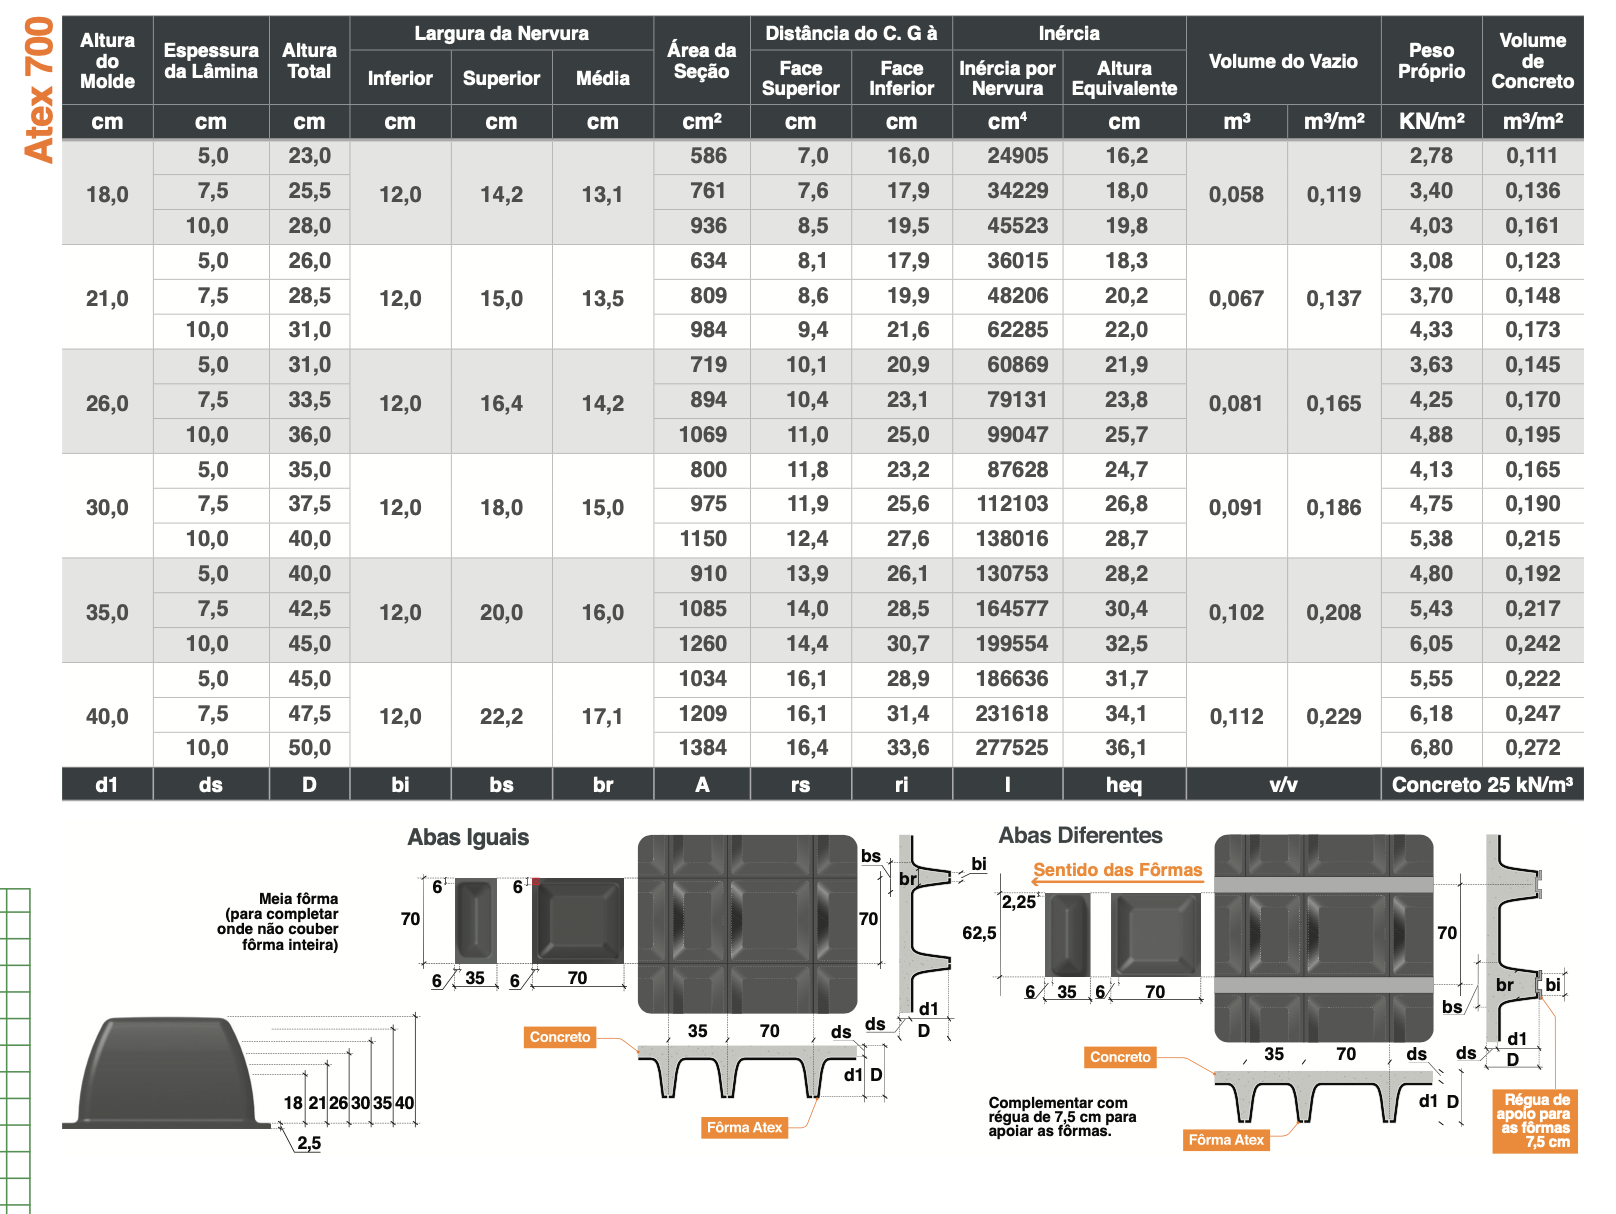 Atex 700
Altura do Molde | Espessura da Lâmina | Altura Total | Largura da Nervura | Área da Seção | Distância do C. G à | Inércia | Volume do Vazio | Peso Próprio | Volume de Concreto
Inferior | Superior | Média | Face Superior | Face Inferior | Inércia por Nervura | Altura Equivalente
cm | cm | cm | cm | cm | cm | cm² | cm | cm | cm⁴ | cm | m³ | m³/m² | KN/m² | m³/m²
18,0 | 5,0 | 23,0 | 12,0 | 14,2 | 13,1 | 586 | 7,0 | 16,0 | 24905 | 16,2 | 0,058 | 0,119 | 2,78 | 0,111
7,5 | 25,5 | 761 | 7,6 | 17,9 | 34229 | 18,0 | 3,40 | 0,136
10,0 | 28,0 | 936 | 8,5 | 19,5 | 45523 | 19,8 | 4,03 | 0,161
21,0 | 5,0 | 26,0 | 12,0 | 15,0 | 13,5 | 634 | 8,1 | 17,9 | 36015 | 18,3 | 0,067 | 0,137 | 3,08 | 0,123
7,5 | 28,5 | 809 | 8,6 | 19,9 | 48206 | 20,2 | 3,70 | 0,148
10,0 | 31,0 | 984 | 9,4 | 21,6 | 62285 | 22,0 | 4,33 | 0,173
26,0 | 5,0 | 31,0 | 12,0 | 16,4 | 14,2 | 719 | 10,1 | 20,9 | 60869 | 21,9 | 0,081 | 0,165 | 3,63 | 0,145
7,5 | 33,5 | 894 | 10,4 | 23,1 | 79131 | 23,8 | 4,25 | 0,170
10,0 | 36,0 | 1069 | 11,0 | 25,0 | 99047 | 25,7 | 4,88 | 0,195
30,0 | 5,0 | 35,0 | 12,0 | 18,0 | 15,0 | 800 | 11,8 | 23,2 | 87628 | 24,7 | 0,091 | 0,186 | 4,13 | 0,165
7,5 | 37,5 | 975 | 11,9 | 25,6 | 112103 | 26,8 | 4,75 | 0,190
10,0 | 40,0 | 1150 | 12,4 | 27,6 | 138016 | 28,7 | 5,38 | 0,215
35,0 | 5,0 | 40,0 | 12,0 | 20,0 | 16,0 | 910 | 13,9 | 26,1 | 130753 | 28,2 | 0,102 | 0,208 | 4,80 | 0,192
7,5 | 42,5 | 1085 | 14,0 | 28,5 | 164577 | 30,4 | 5,43 | 0,217
10,0 | 45,0 | 1260 | 14,4 | 30,7 | 199554 | 32,5 | 6,05 | 0,242
40,0 | 5,0 | 45,0 | 12,0 | 22,2 | 17,1 | 1034 | 16,1 | 28,9 | 186636 | 31,7 | 0,112 | 0,229 | 5,55 | 0,222
7,5 | 47,5 | 1209 | 16,1 | 31,4 | 231618 | 34,1 | 6,18 | 0,247
10,0 | 50,0 | 1384 | 16,4 | 33,6 | 277525 | 36,1 | 6,80 | 0,272
d1 | ds | D | bi | bs | br | A | rs | ri | I | heq | v/v | Concreto 25 kN/m³
Abas Iguais
Meia fôrma
(para completar
onde não couber
fôrma inteira)
6 6
70
6 35 6 70
bs bi
br
70
d1
ds D
Concreto
35 70 ds
d1 D
Fôrma Atex
18 21 26 30 35 40
2,5
Abas Diferentes
Sentido das Fôrmas
2,25
62,5
6 35 6 70
70
br bi
bs
d1
ds D
Concreto
35 70 ds
d1 D
Fôrma Atex
Complementar com
régua de 7,5 cm para
apoiar as fôrmas.
Régua de
apoio para
as fôrmas
7,5 cm